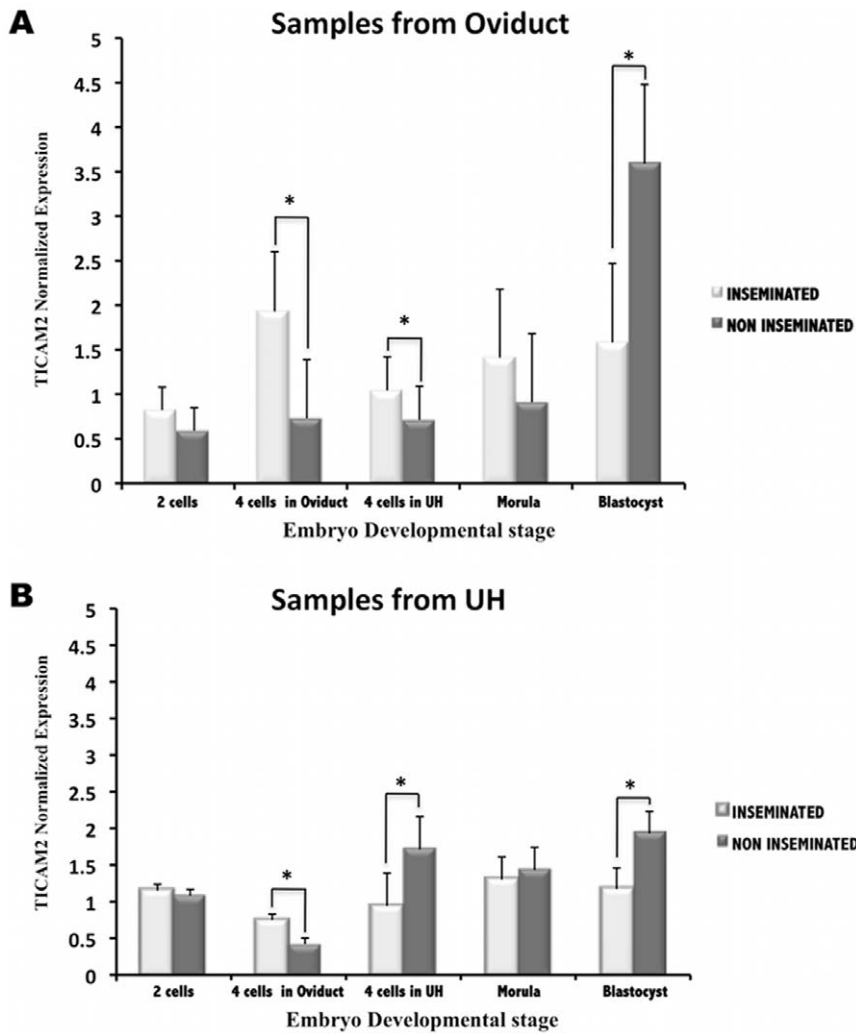 A
Samples from Oviduct
5
4.5
4
3.5
3
2.5
2
1.5
1
0.5
0
TICAM2 Normalized Expression
*
*
*
INSEMINATED
NON INSEMINATED
2 cells
4 cells in Oviduct
4 cells in UH
Morula
Blastocyst
Embryo Developmental stage
B
Samples from UH
5
4.5
4
3.5
3
2.5
2
1.5
1
0.5
0
TICAM2 Normalized Expression
*
*
*
INSEMINATED
NON INSEMINATED
2 cells
4 cells in Oviduct
4 cells in UH
Morula
Blastocyst
Embryo Developmental stage